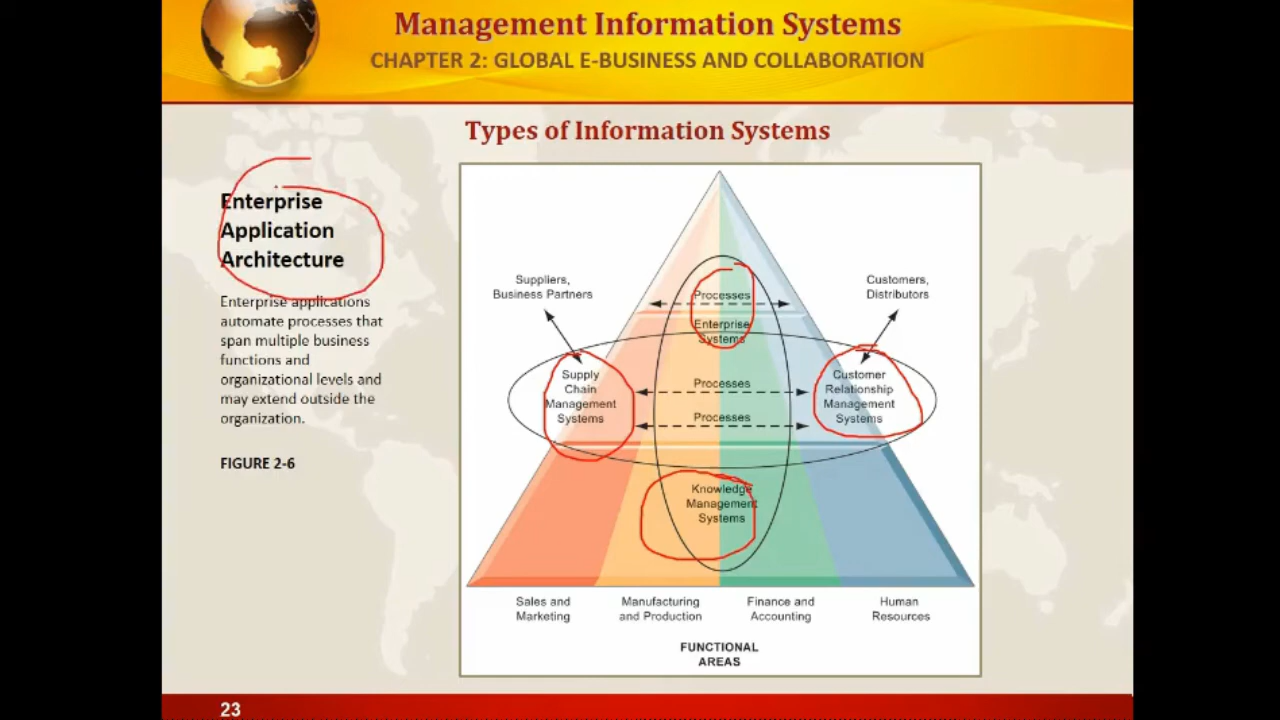 Management Information Systems
CHAPTER 2: GLOBAL E-BUSINESS AND COLLABORATION
Types of Information Systems
Enterprise
Application
Architecture
Enterprise applications
automate processes that
span multiple business
functions and
organizational levels and
may extend outside the
organization.
FIGURE 2-6
Suppliers,
Business Partners
Customers,
Distributors
Processes
Enterprise
Systems
Supply
Chain
Management
Systems
Processes
Processes
Customer
Relationship
Management
Systems
Knowledge
Management
Systems
Sales and
Marketing
Manufacturing
and Production
Finance and
Accounting
Human
Resources
FUNCTIONAL
AREAS
23